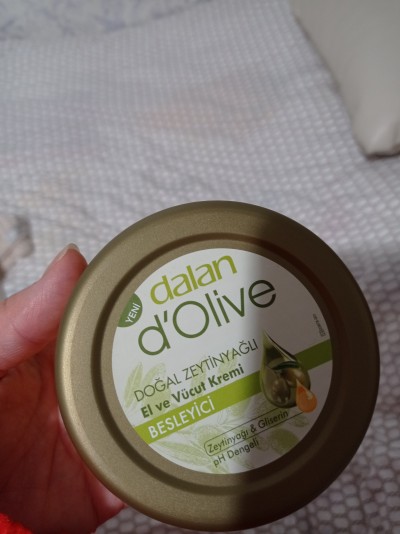 YENİ
dalan
d'Olive
DOĞAL ZEYTİNYAĞLI
El ve Vücut Kremi
BESLEYİCİ
Zeytinyağı & Gliserin
pH Dengeli